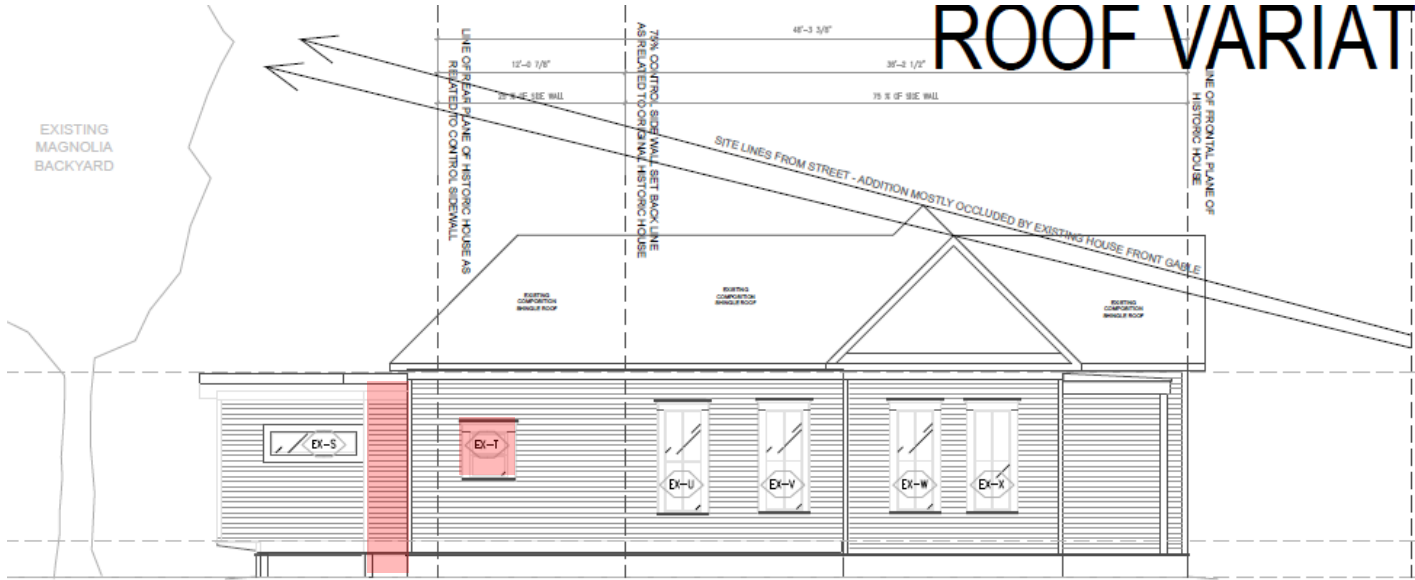 ROOF VARIAT
48'-3 3/8"
12'-0 7/8"
36'-2 1/2"
25 % OF SIDE WALL
75 % OF SIDE WALL
LINE OF REAR PLANE OF HISTORIC HOUSE AS
RELATED TO CONTROL SIDEWALL
75% CONTROL SIDE WALL SET BACK LINE
AS RELATED TO ORIGINAL HISTORIC HOUSE
LINE OF FRONTAL PLANE OF
HISTORIC HOUSE
EXISTING
MAGNOLIA
BACKYARD
SITE LINES FROM STREET - ADDITION MOSTLY OCCLUDED BY EXISTING HOUSE FRONT GABLE
EXISTING
COMPOSITION
SHINGLE ROOF
EXISTING
COMPOSITION
SHINGLE ROOF
EXISTING
COMPOSITION
SHINGLE ROOF
EX-S
EX-T
EX-U
EX-V
EX-W
EX-X